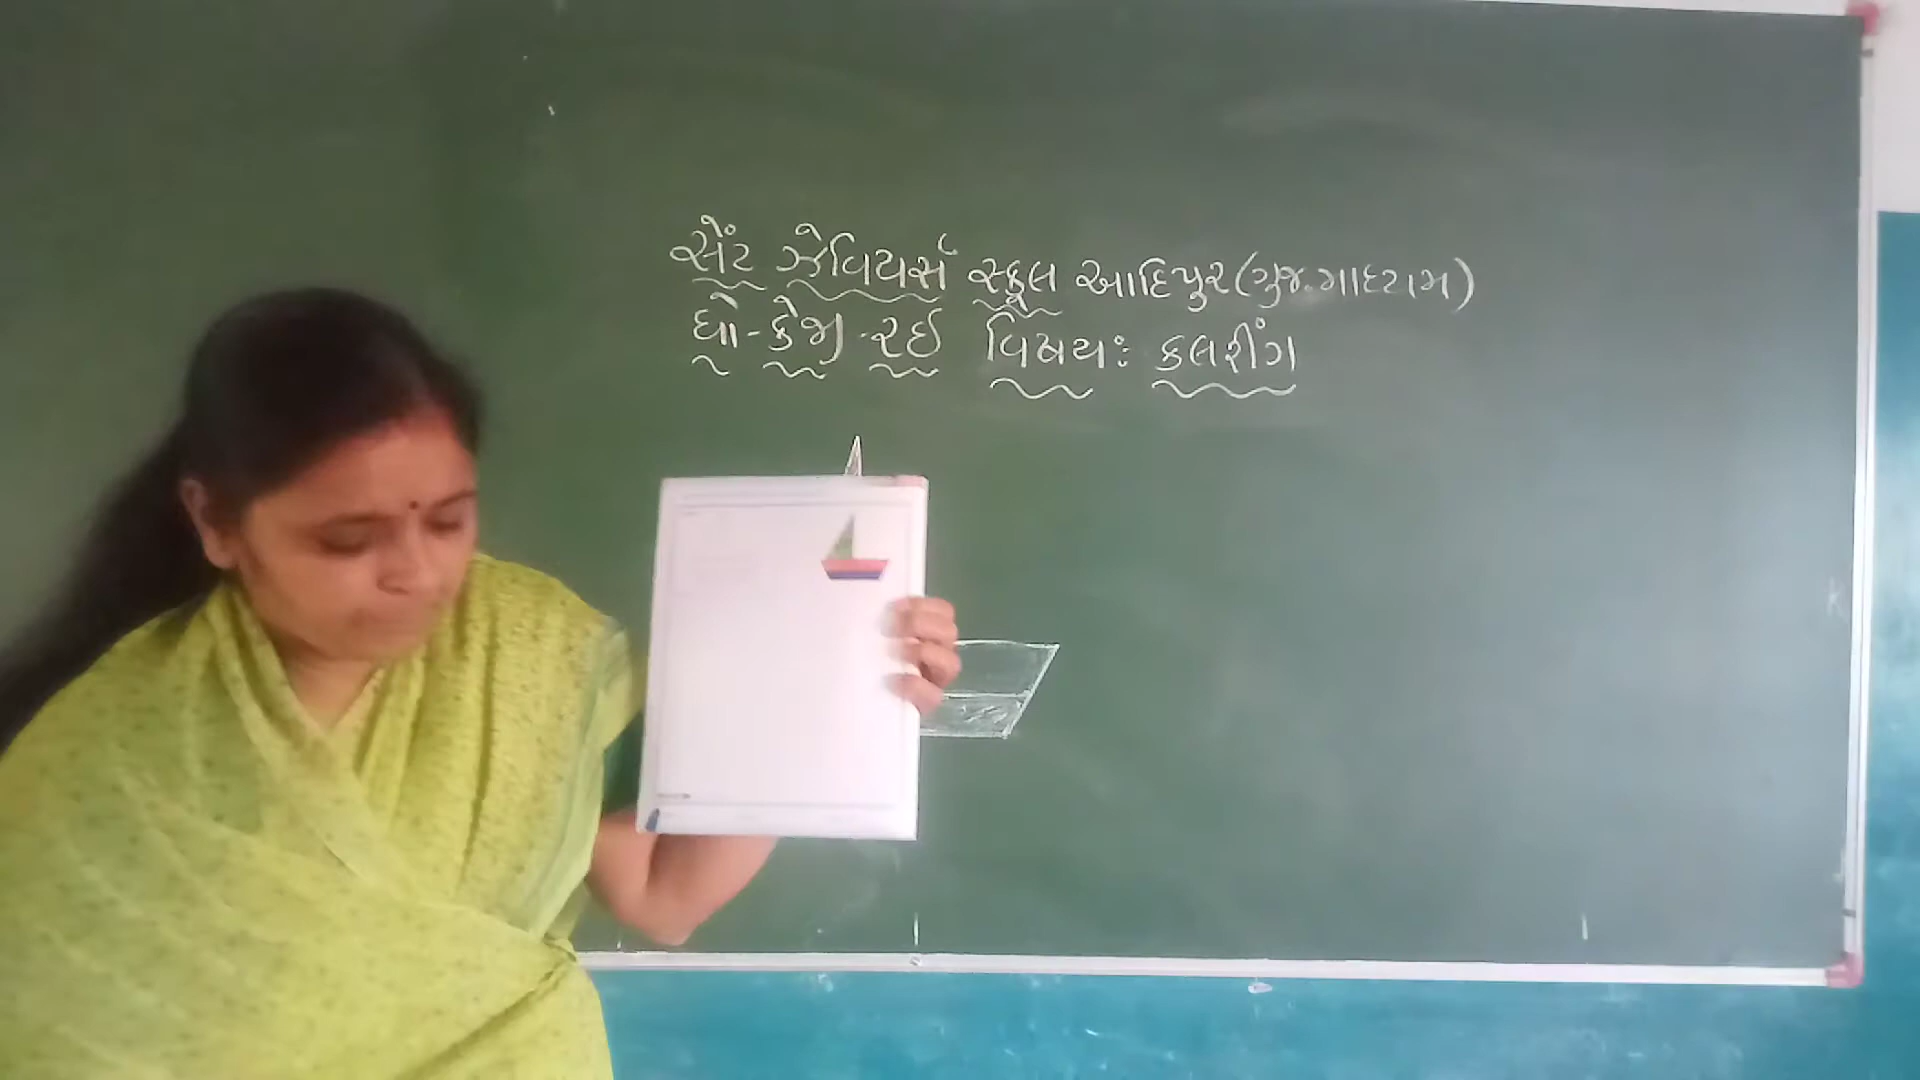 સેંટ ઝેવિયર્સ સ્કૂલ આદિપુર (ગુજ.માધ્યમ)
ધો-કેજી-રઈ વિષય: કલરીંગ